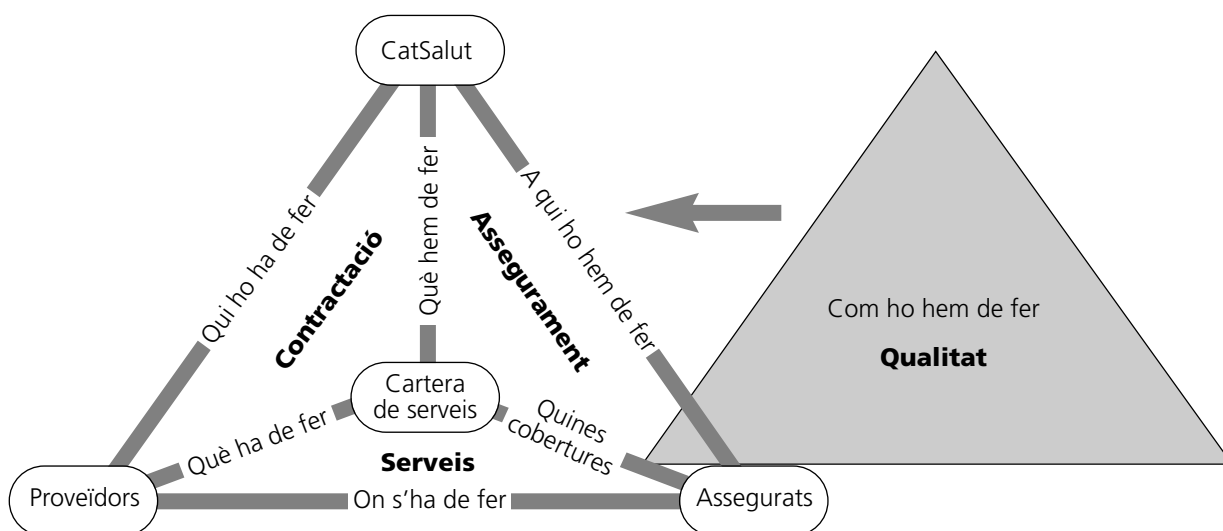 CatSalut
Qui ho ha de fer
Contractació
Què hem de fer
Assegurament
A qui ho hem de fer
Com ho hem de fer
Qualitat
Cartera
de serveis
Què ha de fer
Quines
cobertures
Serveis
Proveïdors
On s’ha de fer
Assegurats